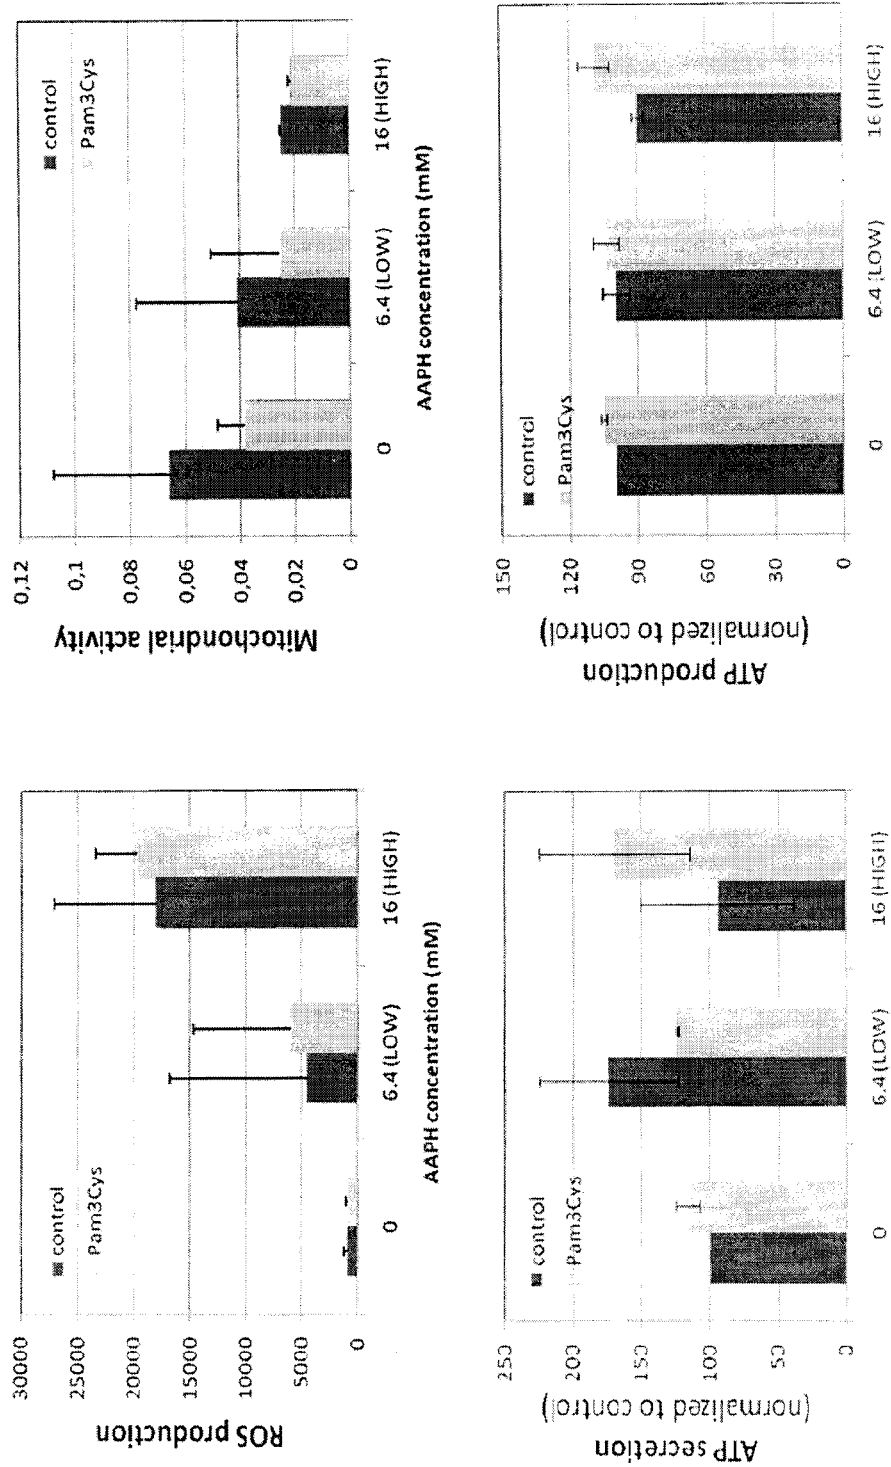 30000
25000
20000
15000
10000
5000
0
ROS production
control
Pam3Cys
0
6.4 (LOW)
16 (HIGH)
AAPH concentration (mM)
0,12
0,1
0,08
0,06
0,04
0,02
0
Mitochondrial activity
control
Pam3Cys
0
6.4 (LOW)
16 (HIGH)
AAPH concentration (mM)
250
200
150
100
50
0
ATP secretion
(normalized to control)
control
Pam3Cys
0
6.4 (LOW)
16 (HIGH)
150
120
90
60
30
0
ATP production
(normalized to control)
control
Pam3Cys
0
6.4 (LOW)
16 (HIGH)